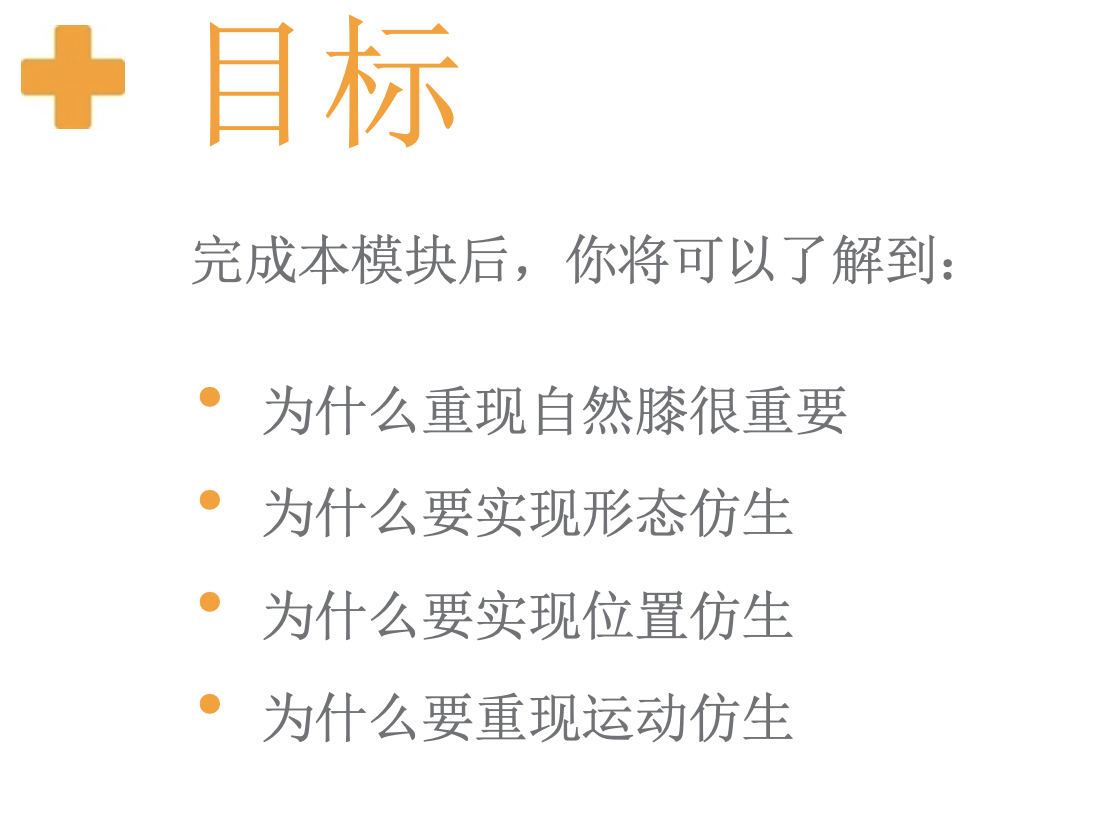 目标
完成本模块后，你将可以了解到：
• 为什么重现自然膝很重要
• 为什么要实现形态仿生
• 为什么要实现位置仿生
• 为什么要重现运动仿生